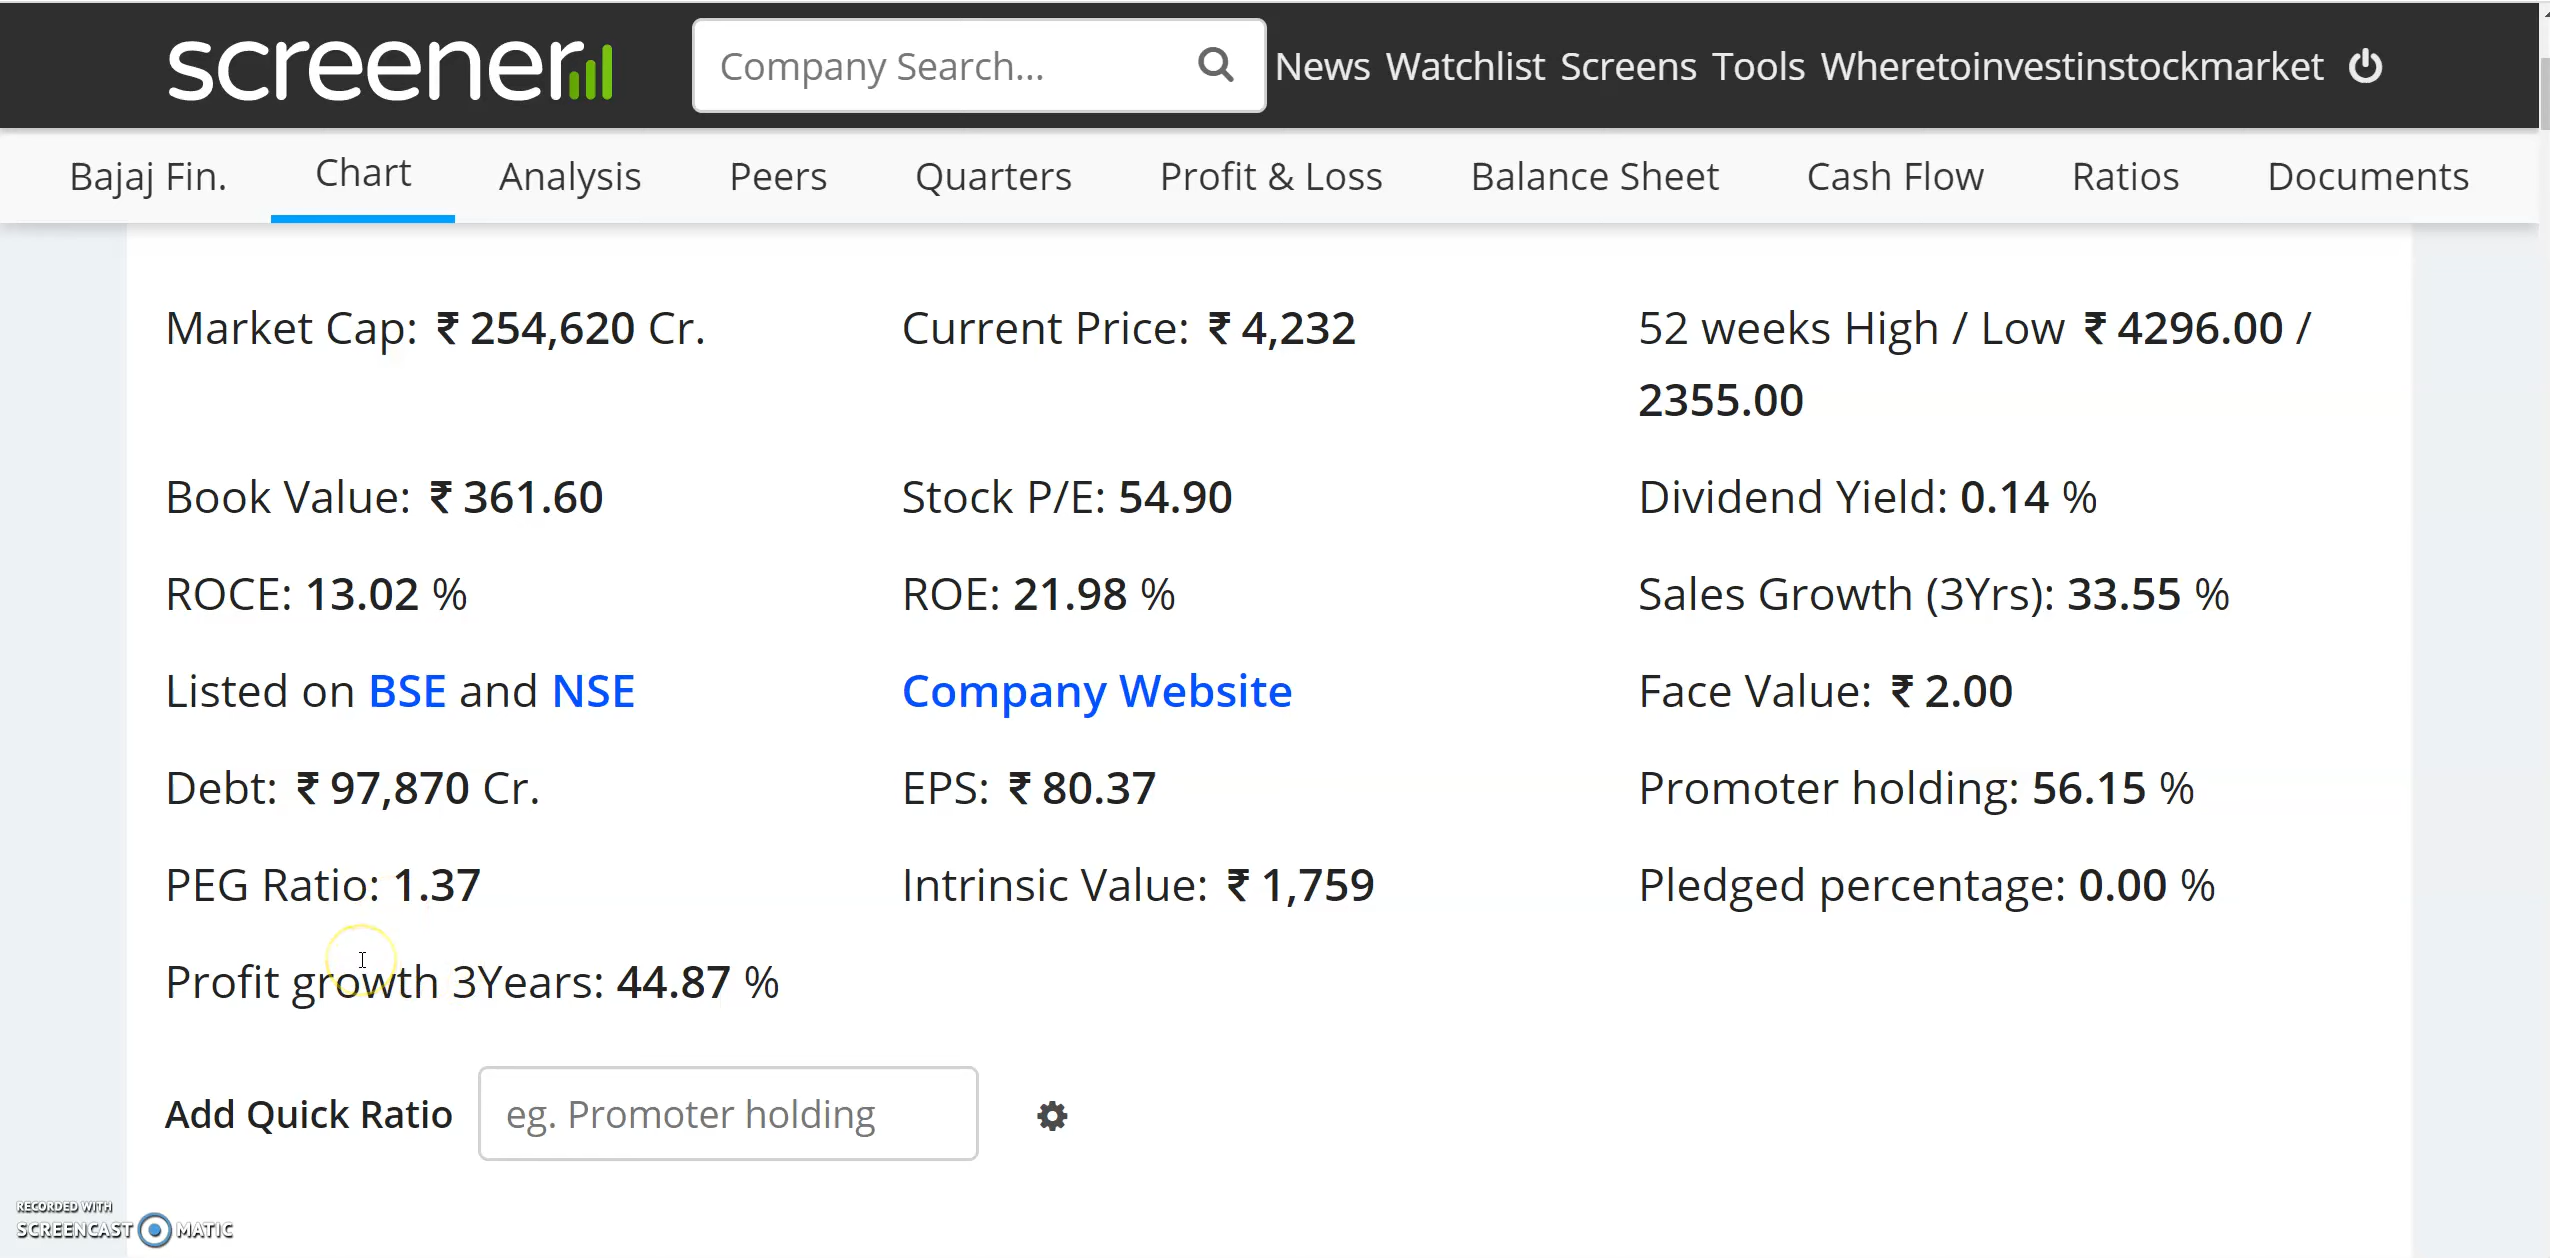 screener
Company Search...
News Watchlist Screens Tools Wheretoinvestinstockmarket
Bajaj Fin. Chart Analysis Peers Quarters Profit & Loss Balance Sheet Cash Flow Ratios Documents
Market Cap: ₹ 254,620 Cr.
Current Price: ₹ 4,232
52 weeks High / Low ₹ 4296.00 /
2355.00
Book Value: ₹ 361.60
Stock P/E: 54.90
Dividend Yield: 0.14 %
ROCE: 13.02 %
ROE: 21.98 %
Sales Growth (3Yrs): 33.55 %
Listed on BSE and NSE
Company Website
Face Value: ₹ 2.00
Debt: ₹ 97,870 Cr.
EPS: ₹ 80.37
Promoter holding: 56.15 %
PEG Ratio: 1.37
Intrinsic Value: ₹ 1,759
Pledged percentage: 0.00 %
Profit growth 3Years: 44.87 %
Add Quick Ratio eg. Promoter holding
RECORDED WITH
SCREENCAST MATIC